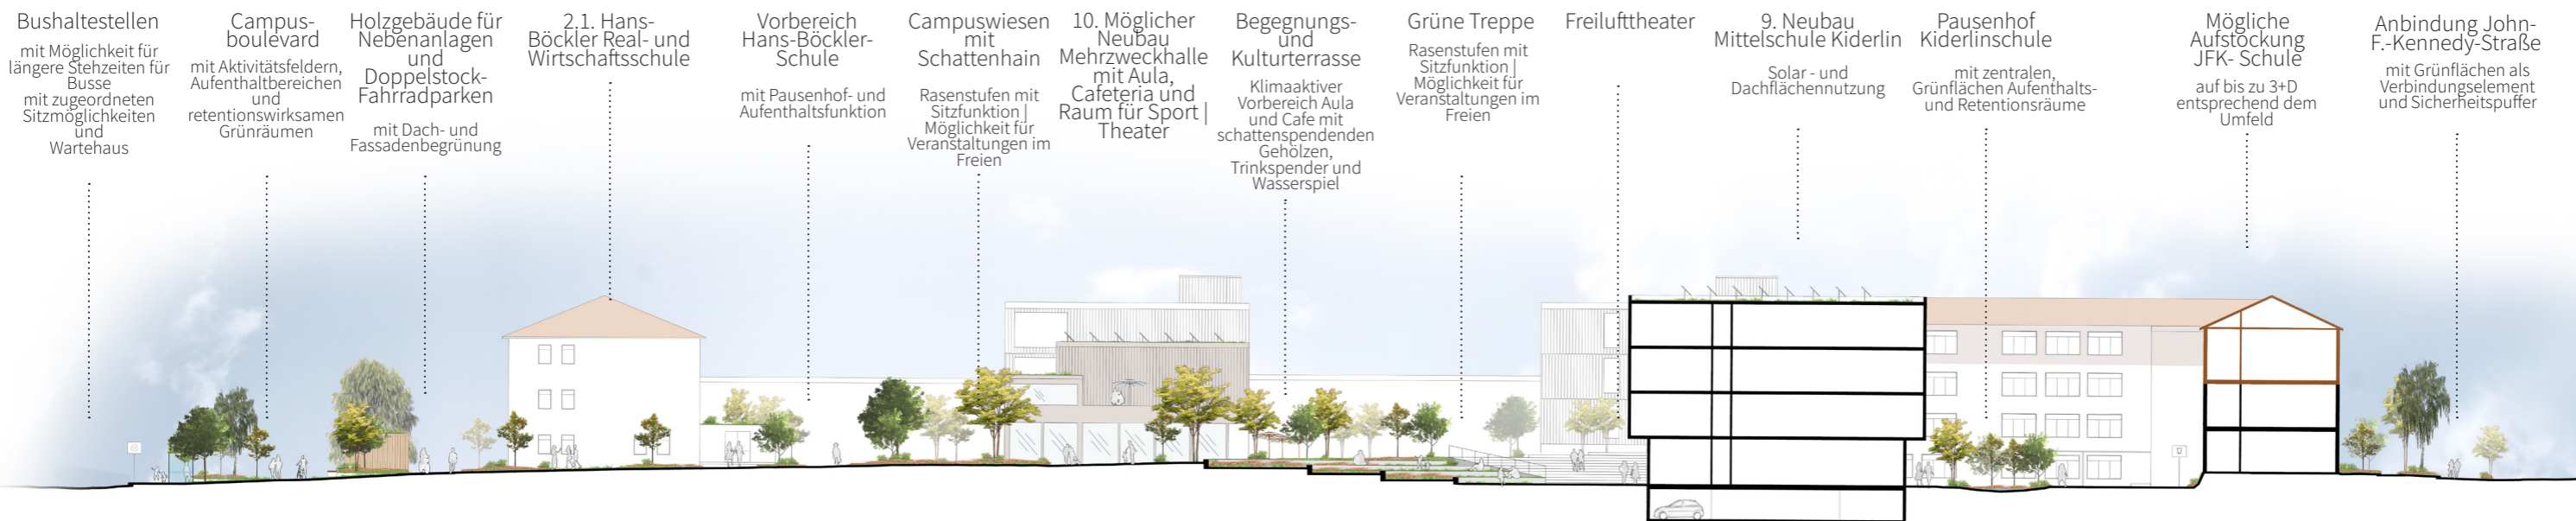 Bushaltestellen
mit Möglichkeit für
längere Stehzeiten für
Busse
mit zugeordneten
Sitzmöglichkeiten
und
Wartehaus
Campus-
boulevard
mit Aktivitätsfeldern,
Aufenthaltbereichen
und
retentionswirksamen
Grünräumen
Holzgebäude für
Nebenanlagen
und
Doppelstock-
Fahrradparken
mit Dach- und
Fassadenbegrünung
2.1. Hans-
Böckler Real- und
Wirtschaftsschule
Vorbereich
Hans-Böckler-
Schule
mit Pausenhof- und
Aufenthaltsfunktion
Campuswiesen
mit
Schattenhain
Rasenstufen mit
Sitzfunktion |
Möglichkeit für
Veranstaltungen im
Freien
10. Möglicher
Neubau
Mehrzweckhalle
mit Aula,
Cafeteria und
Raum für Sport |
Theater
Begegnungs-
und
Kulturterrasse
Klimaaktiver
Vorbereich Aula
und Cafe mit
schattenspendenden
Gehölzen,
Trinkspender und
Wasserspiel
Grüne Treppe
Rasenstufen mit
Sitzfunktion |
Möglichkeit für
Veranstaltungen im
Freien
Freilufttheater
9. Neubau
Mittelschule Kiderlin
Solar - und
Dachflächennutzung
Pausenhof
Kiderlinschule
mit zentralen,
Grünflächen Aufenthalts-
und Retentionsräume
Mögliche
Aufstockung
JFK- Schule
auf bis zu 3+D
entsprechend dem
Umfeld
Anbindung John-
F.-Kennedy-Straße
mit Grünflächen als
Verbindungselement
und Sicherheitspuffer